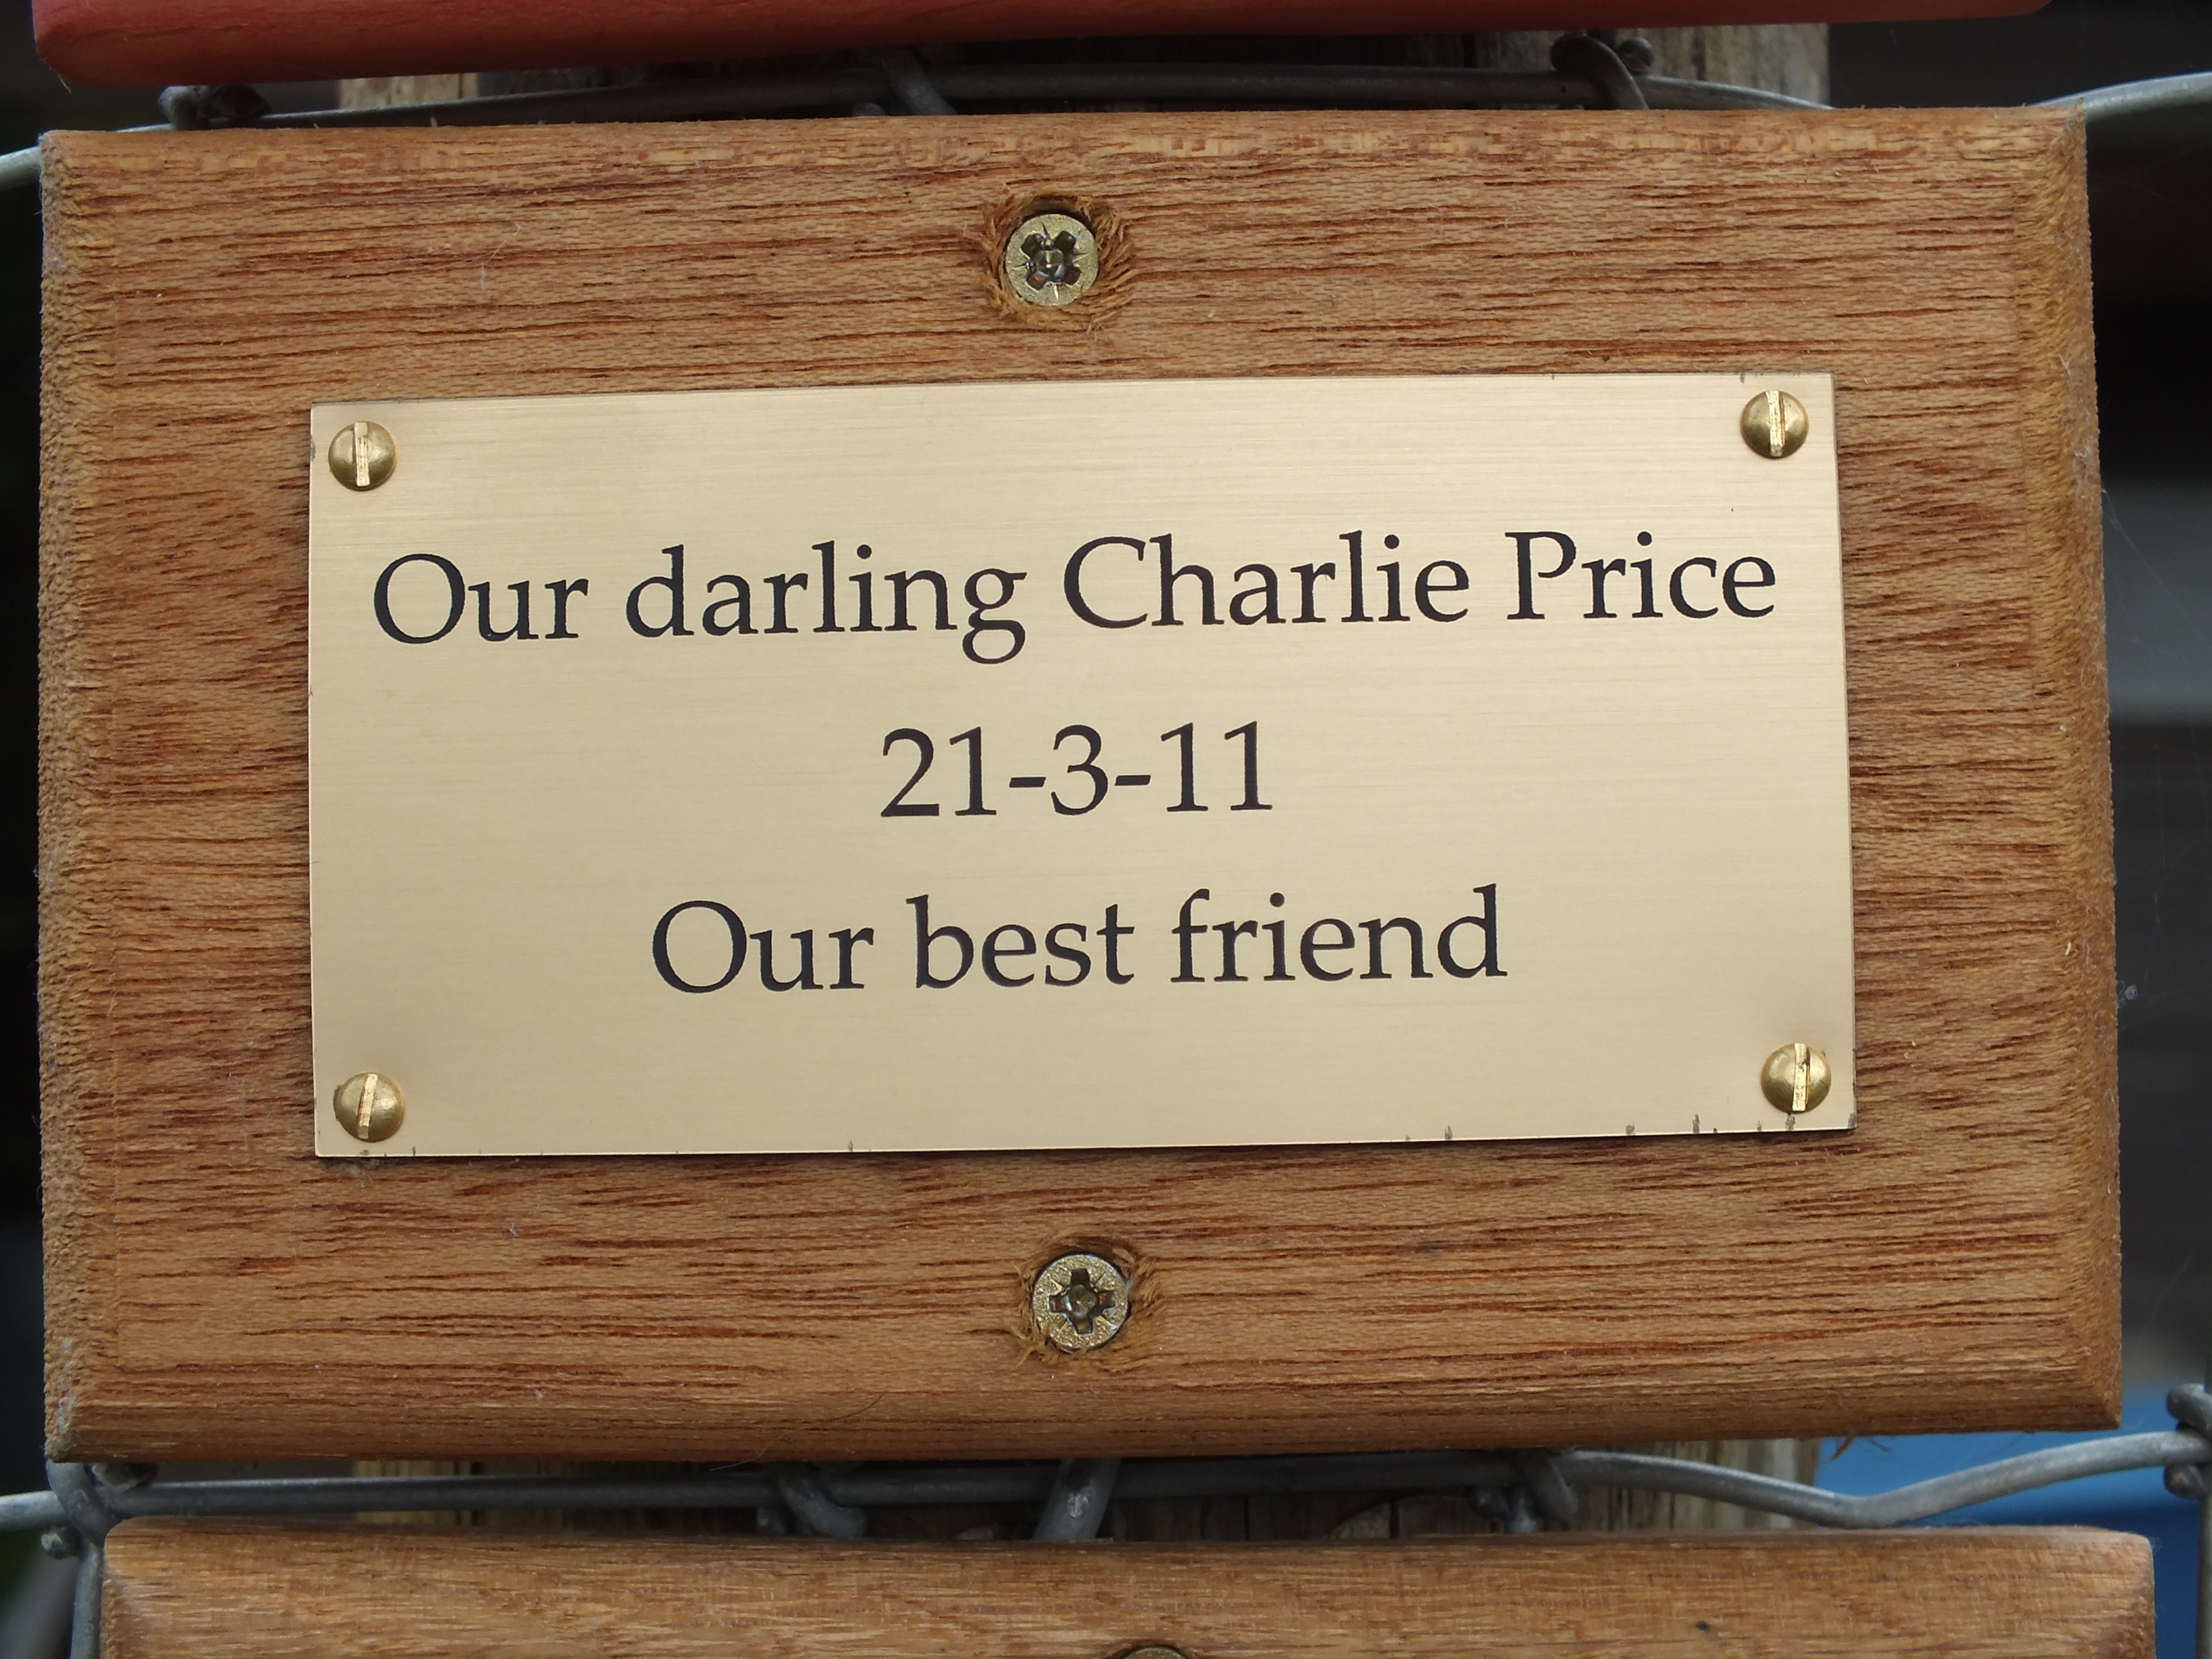 Our darling Charlie Price
21-3-11
Our best friend